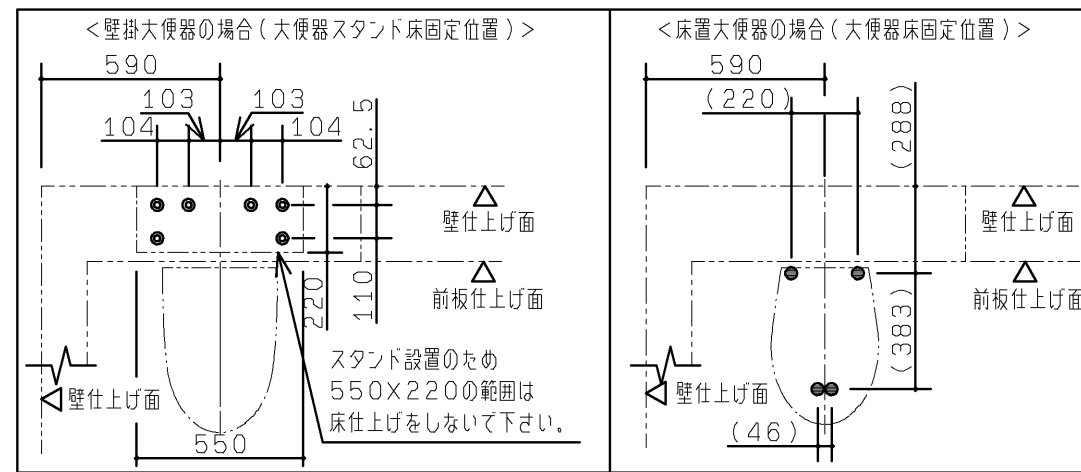 <壁掛大便器の場合(大便器スタンド床固定位置)>
590
103 103
104 104
62.5
壁仕上げ面
前板仕上げ面
220
110
スタンド設置のため
550X220の範囲は
床仕上げをしないで下さい。
壁仕上げ面
550
<床置大便器の場合(大便器床固定位置)>
590
(220)
(288)
壁仕上げ面
前板仕上げ面
(383)
壁仕上げ面
(46)